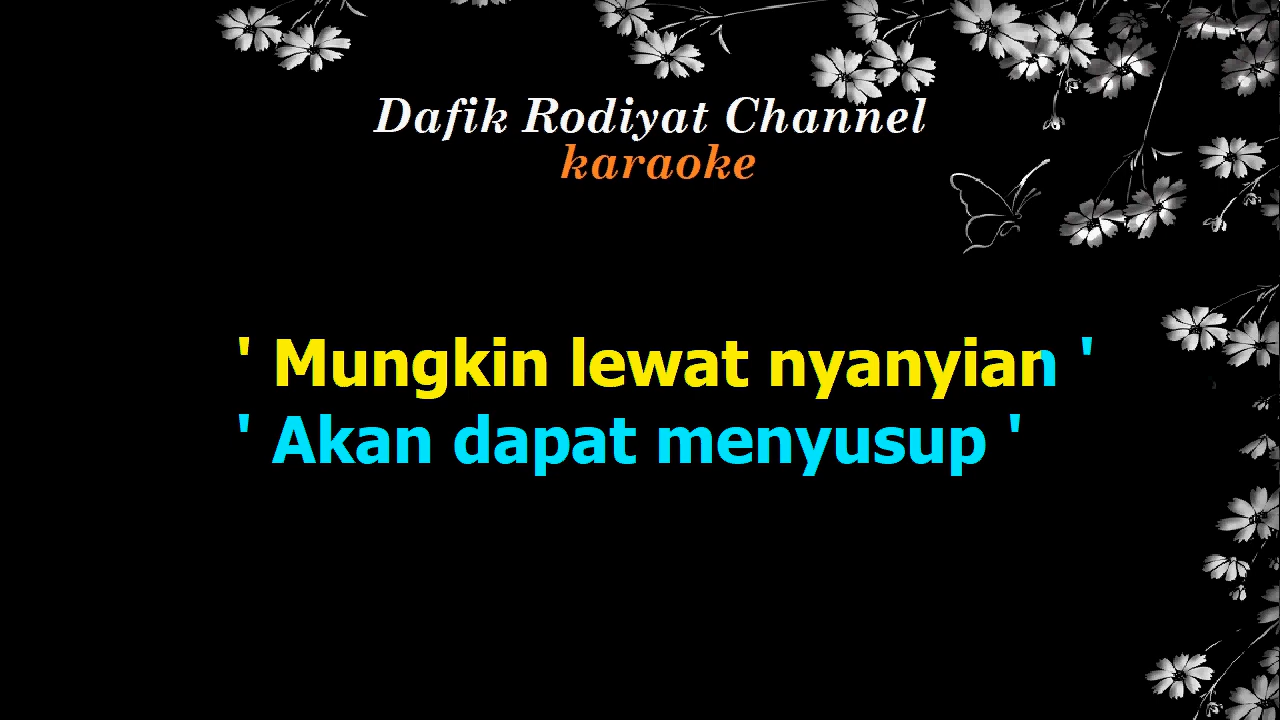 Dafik Rodiyat Channel
karaoke
' Mungkin lewat nyanyian '
' Akan dapat menyusup '